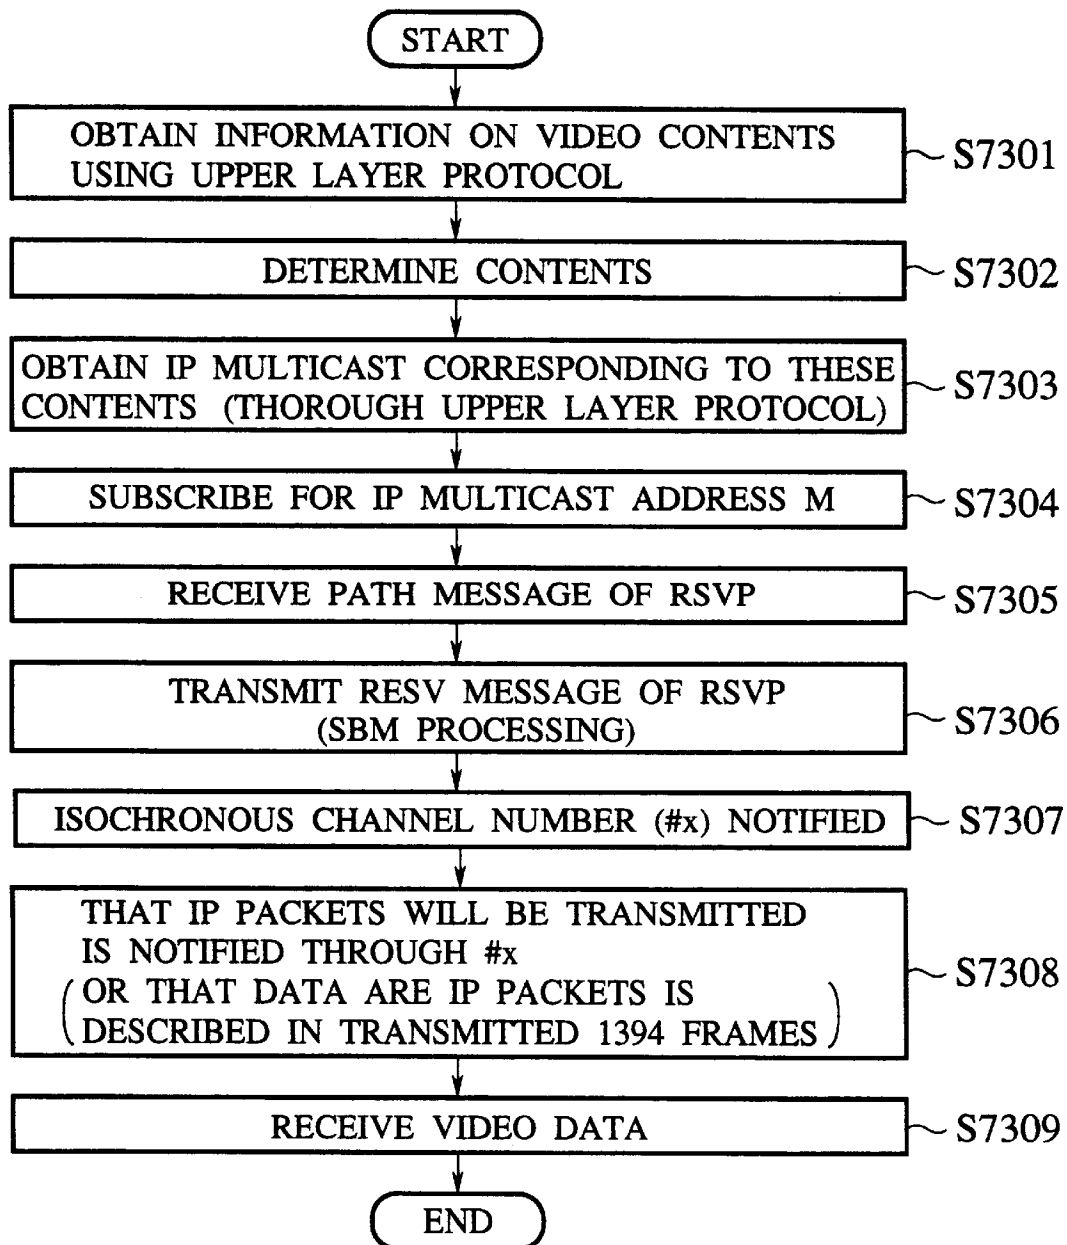 START
OBTAIN INFORMATION ON VIDEO CONTENTS
USING UPPER LAYER PROTOCOL
S7301
DETERMINE CONTENTS
S7302
OBTAIN IP MULTICAST CORRESPONDING TO THESE
CONTENTS (THOROUGH UPPER LAYER PROTOCOL)
S7303
SUBSCRIBE FOR IP MULTICAST ADDRESS M
S7304
RECEIVE PATH MESSAGE OF RSVP
S7305
TRANSMIT RESV MESSAGE OF RSVP
(SBM PROCESSING)
S7306
ISOCHRONOUS CHANNEL NUMBER (#x) NOTIFIED
S7307
THAT IP PACKETS WILL BE TRANSMITTED
IS NOTIFIED THROUGH #x
(OR THAT DATA ARE IP PACKETS IS
DESCRIBED IN TRANSMITTED 1394 FRAMES)
S7308
RECEIVE VIDEO DATA
S7309
END